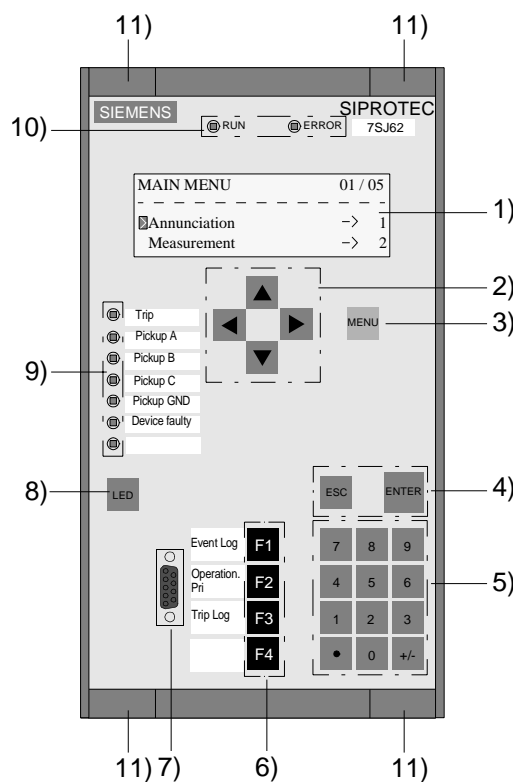 11) 11)
SIEMENS SIPROTEC
10) RUN ERROR 7SJ62
MAIN MENU 01 / 05
Annunciation –> 1
Measurement –> 2
1)
2)
MENU 3)
9)
Trip
Pickup A
Pickup B
Pickup C
Pickup GND
Device faulty
8) LED
ESC ENTER 4)
Event Log F1
Operation.
Pri F2
Trip Log F3
F4
7 8 9
4 5 6
1 2 3
• 0 +/-
5)
11) 7) 6) 11)